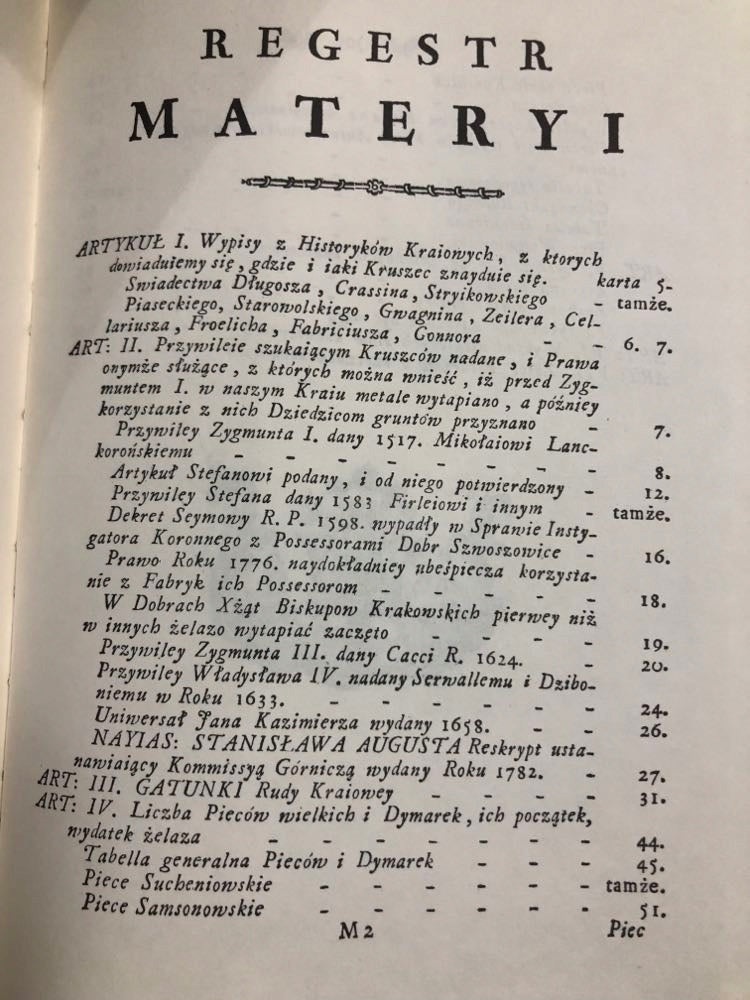 REGESTR
MATERYI
ARTYKUŁ I. Wypisy z Historyków Kraiowych, z ktorych
dowiaduiemy się, gdzie i iaki Kruszec znayduie się. karta 5-
Swiadectwa Długosza, Crassina, Stryikowskiego - tamże.
Piaseckiego, Starowolskiego, Gwagnina, Zeilera, Cel-
lariusza, Froelicha, Fabriciusza, Connora - - 6. 7.
ART: II. Przywileie szukaiącym Kruszców nadane, i Prawa
onymże służące, z których można wnieść, iż przed Zyg-
muntem I. w naszym Kraiu metale wytapiano, a późniey
korzystanie z nich Dziedzicom gruntów przyznano - 7.
Przywiley Zygmunta I. dany 1517. Mikołaiowi Lanc-
korońskiemu - - - - - - - 8.
Artykuł Stefanowi podany, i od niego potwierdzony - 12.
Przywiley Stefana dany 1583 Firleiowi i innym - tamże.
Dekret Seymowy R. P. 1598. wypadły w Sprawie Insty-
gatora Koronnego z Possessorami Dobr Szwoszowice - 16.
Prawo Roku 1776. naydokładniey ubeśpiecza korzysta-
nie z Fabryk ich Possessorom - - - - - 18.
W Dobrach Xżąt Biskupow Krakowskich pierwey niż
w innych żelazo wytapiać zaczęto - - - - 19.
Przywiley Zygmunta III. dany Cacci R. 1624. - 20.
Przywiley Władysława IV. nadany Serwallemu i Dzibo-
niemu w Roku 1633. - - - - - - 24.
Uniwersał Jana Kazimierza wydany 1658. - - 26.
NAYIAS: STANISŁAWA AUGUSTA Reskrypt usta-
nawiaiący Kommissyą Górniczą wydany Roku 1782. - 27.
ART: III. GATUNKI Rudy Kraiowey - - - - 31.
ART: IV. Liczba Pieców wielkich i Dymarek, ich początek,
wydatek żelaza - - - - - - - 44.
Tabella generalna Pieców i Dymarek - - - 45.
Piece Sucheniowskie - - - - - - tamże.
Piece Samsonowskie - - - - - - 51.
M 2 Piec